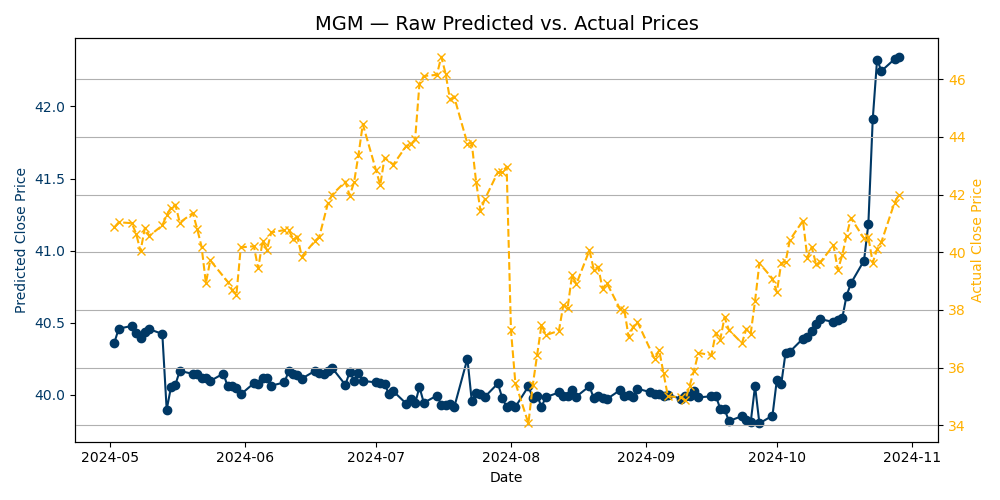 MGM — Raw Predicted vs. Actual Prices
Predicted Close Price
42.0
41.5
41.0
40.5
40.0
46
44
42
40
38
36
34
Actual Close Price
2024-05 2024-06 2024-07 2024-08 2024-09 2024-10 2024-11
Date